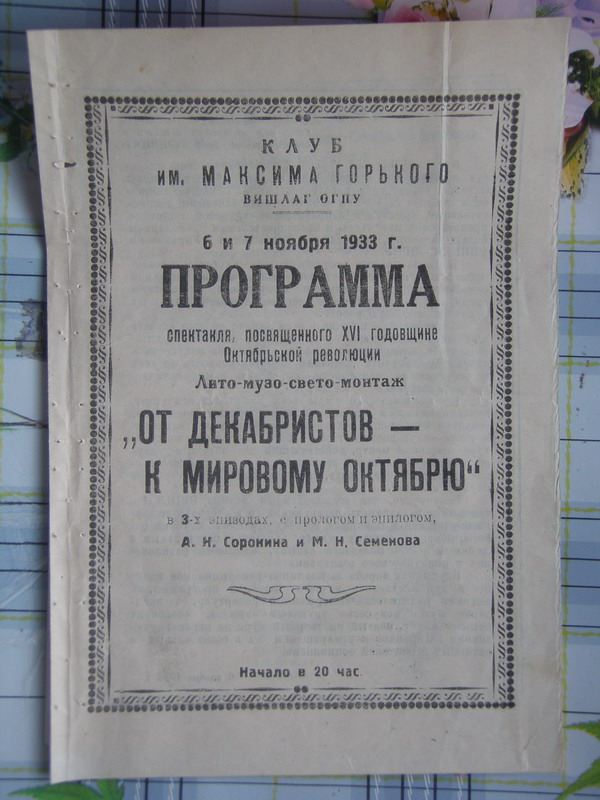 КЛУБ
им. МАКСИМА ГОРЬКОГО
ВИШЛАГ ОГПУ
6 и 7 ноября 1933 г.
ПРОГРАММА
спектакля, посвященного XVI годовщине
Октябрьской революции
Лито-музо-свето-монтаж
„ОТ ДЕКАБРИСТОВ —
К МИРОВОМУ ОКТЯБРЮ“
в 3-х эпизодах, с прологом и эпилогом,
А. Н. Сорокина и М. Н. Семенова
Начало в 20 час.